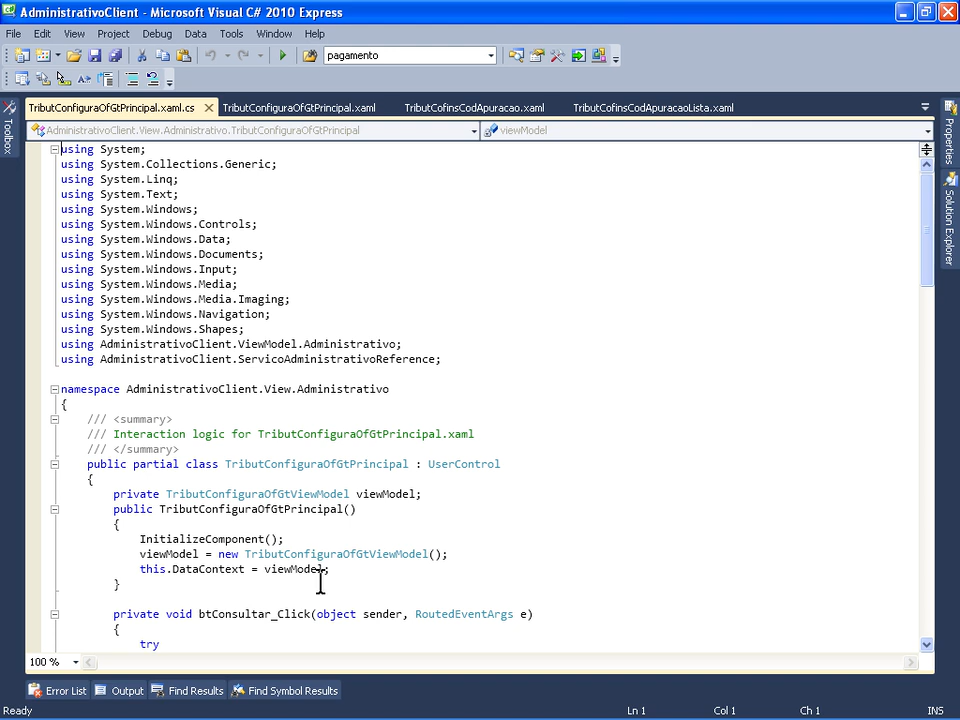 AdministrativoClient - Microsoft Visual C# 2010 Express
File Edit View Project Debug Data Tools Window Help
pagamento
TributConfiguraOfGtPrincipal.xaml.cs TributConfiguraOfGtPrincipal.xaml TributCofinsCodApuracao.xaml TributCofinsCodApuracaoLista.xaml
Toolbox
Properties
Solution Explorer
AdministrativoClient.View.Administrativo.TributConfiguraOfGtPrincipal viewModel
using System;
using System.Collections.Generic;
using System.Linq;
using System.Text;
using System.Windows;
using System.Windows.Controls;
using System.Windows.Data;
using System.Windows.Documents;
using System.Windows.Input;
using System.Windows.Media;
using System.Windows.Media.Imaging;
using System.Windows.Navigation;
using System.Windows.Shapes;
using AdministrativoClient.ViewModel.Administrativo;
using AdministrativoClient.ServicoAdministrativoReference;
namespace AdministrativoClient.View.Administrativo
{
/// <summary>
/// Interaction logic for TributConfiguraOfGtPrincipal.xaml
/// </summary>
public partial class TributConfiguraOfGtPrincipal : UserControl
{
private TributConfiguraOfGtViewModel viewModel;
public TributConfiguraOfGtPrincipal()
{
InitializeComponent();
viewModel = new TributConfiguraOfGtViewModel();
this.DataContext = viewModel;
}
private void btConsultar_Click(object sender, RoutedEventArgs e)
{
try
100 %
Error List Output Find Results Find Symbol Results
Ready Ln 1 Col 1 Ch 1 INS